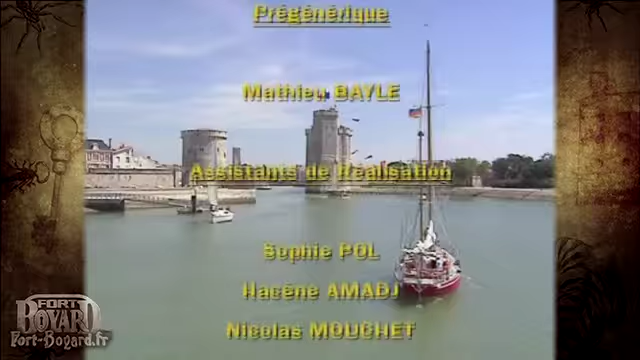 Prégénérique
Mathieu BAYLE
Assistants de Réalisation
Sophie POL
Hacène AMADJ
Nicolas MOUCHET
FORT
BOYARD
Fort-Boyard.fr